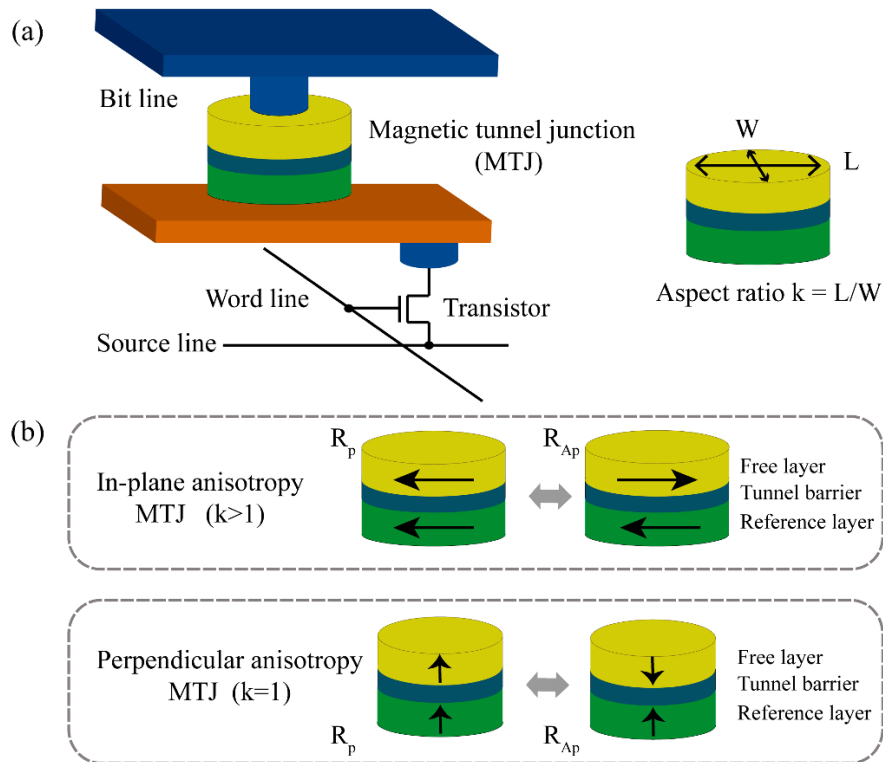 (a)
Bit line
Magnetic tunnel junction
(MTJ)
W
L
Aspect ratio k = L/W
Word line
Transistor
Source line
(b)
In-plane anisotropy
MTJ (k>1)
Rp
RAp
Free layer
Tunnel barrier
Reference layer
Perpendicular anisotropy
MTJ (k=1)
Rp
RAp
Free layer
Tunnel barrier
Reference layer